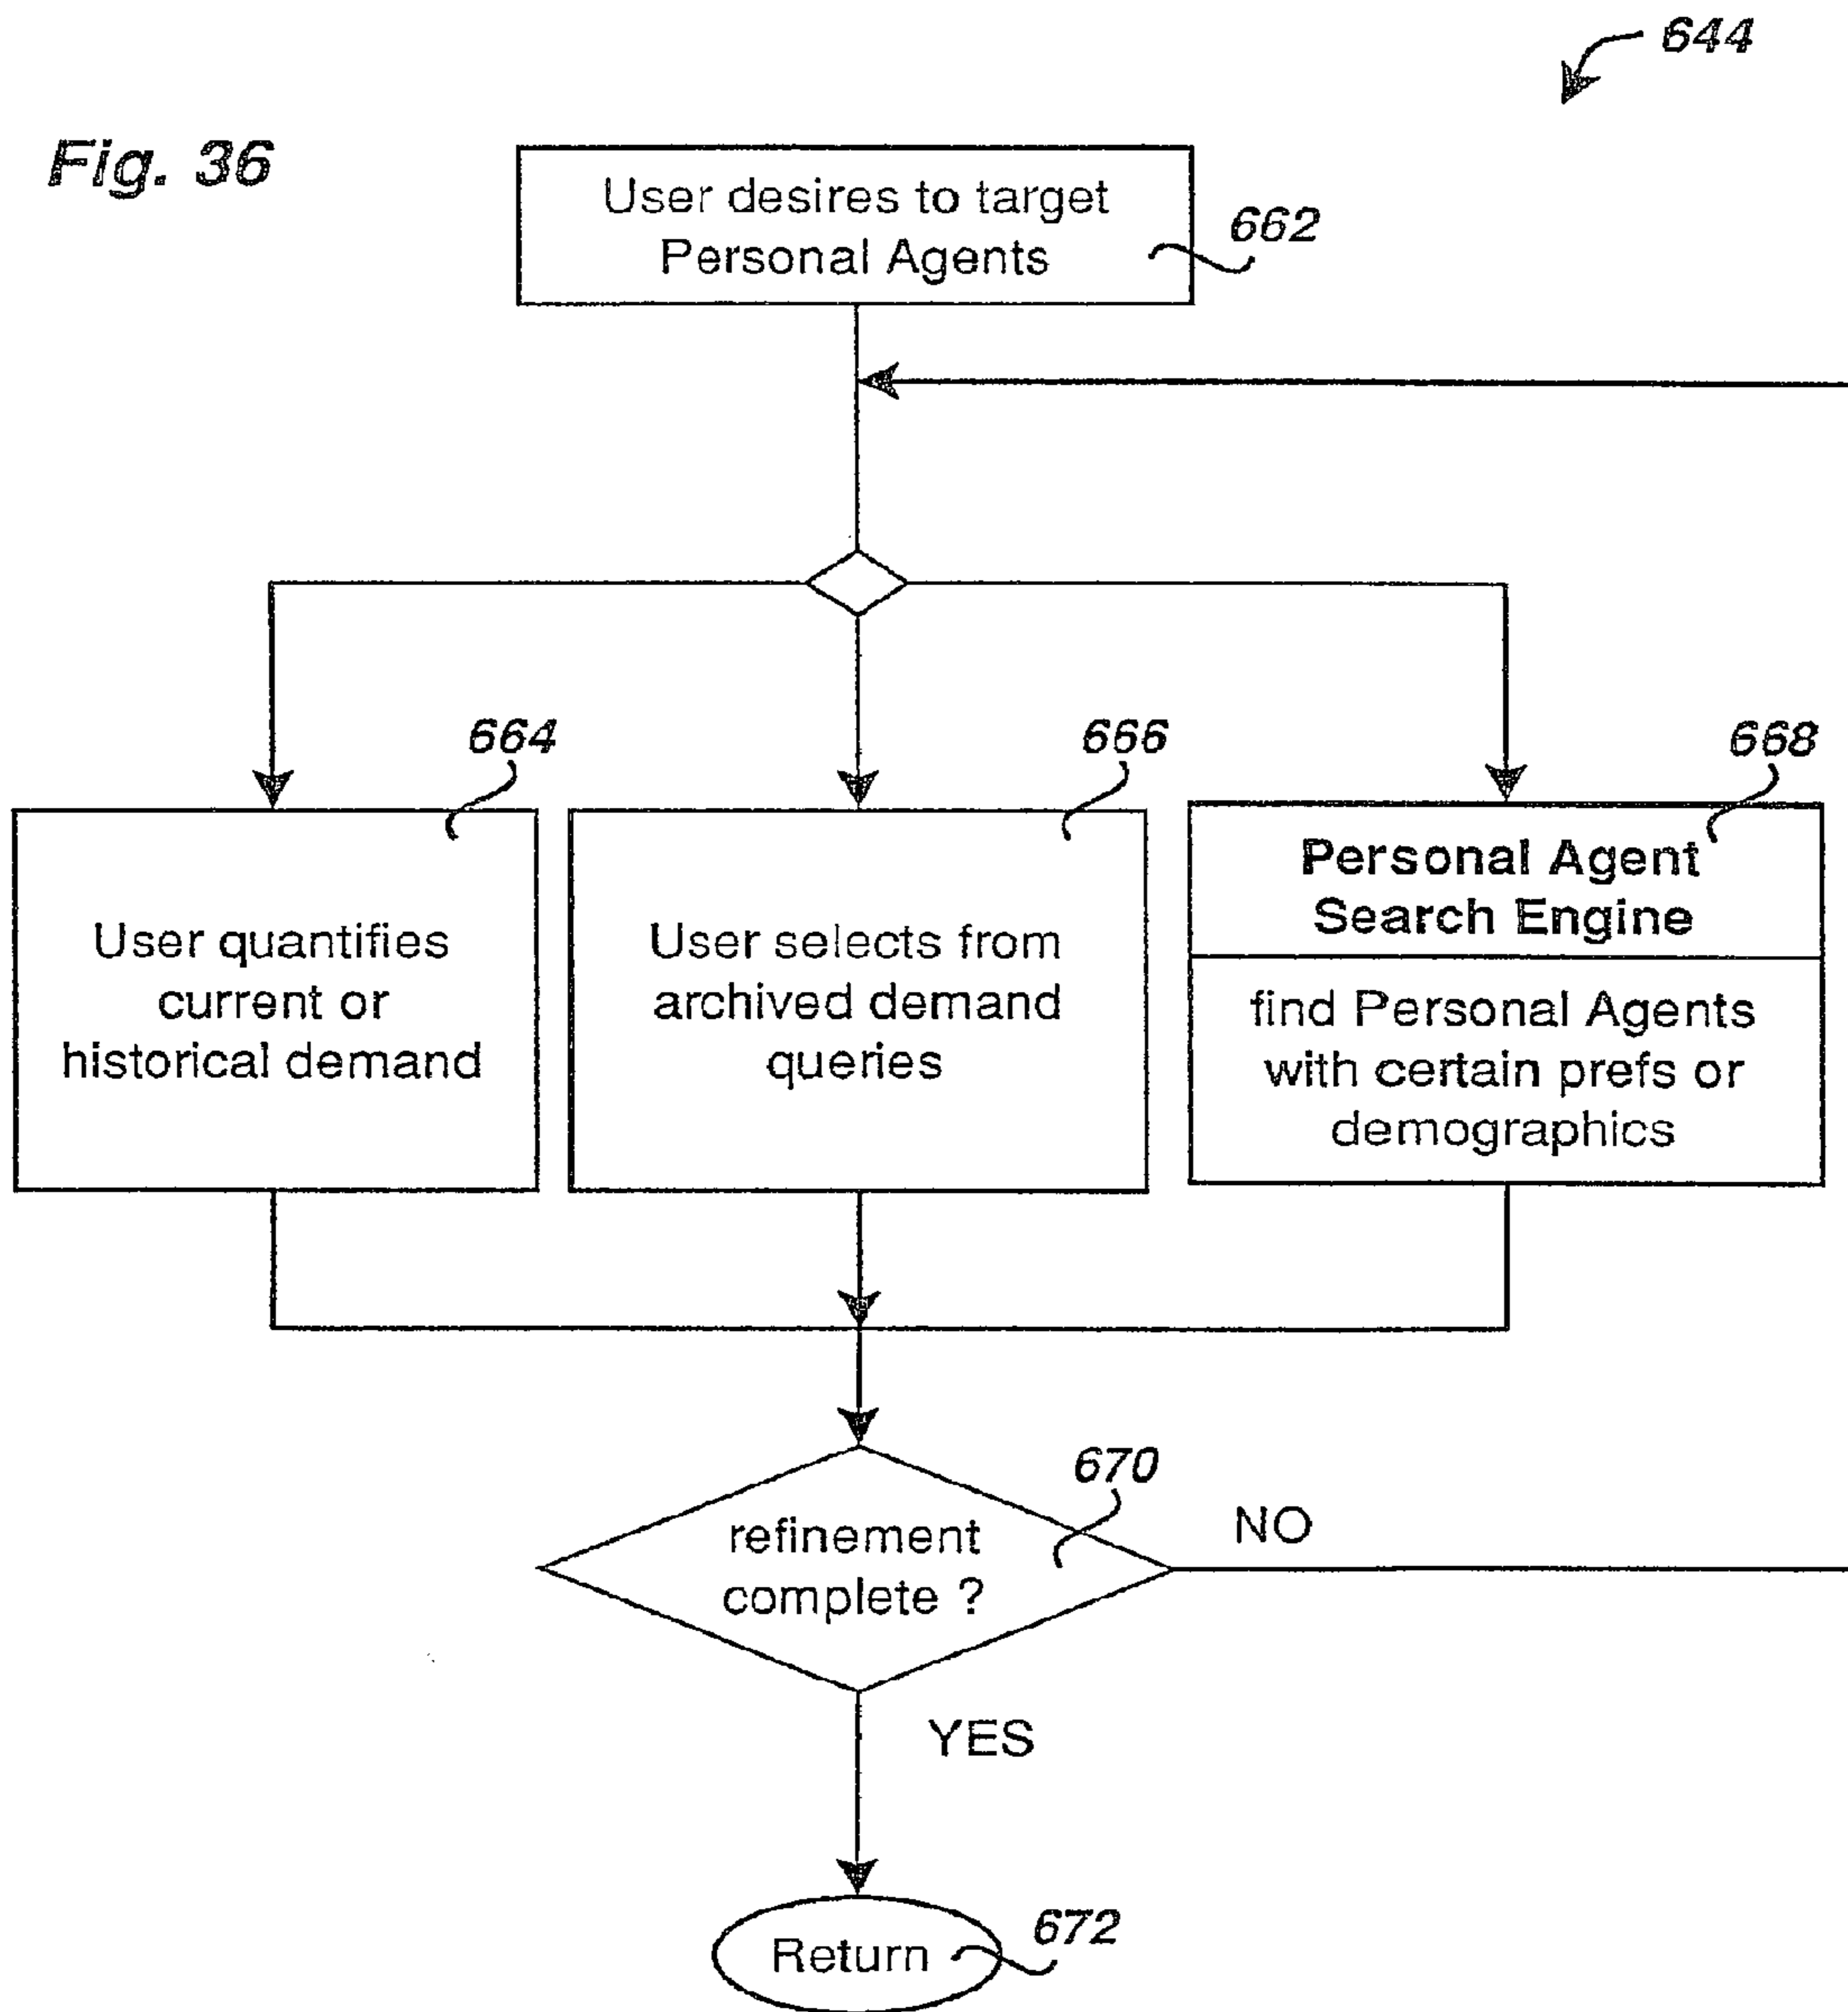 644
Fig. 36
User desires to target
Personal Agents
662
664
666
668
User quantifies
current or
historical demand
User selects from
archived demand
queries
Personal Agent
Search Engine
find Personal Agents
with certain prefs or
demographics
670
refinement
complete ?
NO
YES
Return
672